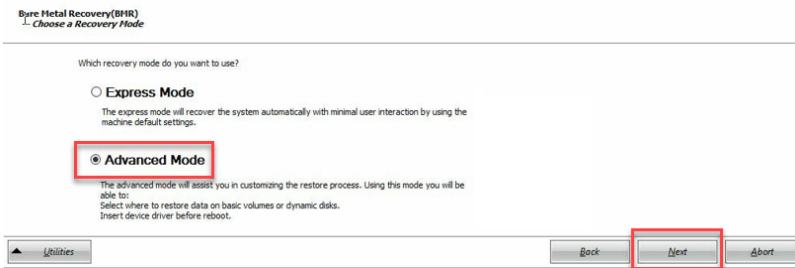 Bare Metal Recovery(BMR)
Choose a Recovery Mode
Which recovery mode do you want to use?
Express Mode
The express mode will recover the system automatically with minimal user interaction by using the
machine default settings.
Advanced Mode
The advanced mode will assist you in customizing the restore process. Using this mode you will be
able to:
Select where to restore data on basic volumes or dynamic disks.
Insert device driver before reboot.
Utilities
Back
Next
Abort